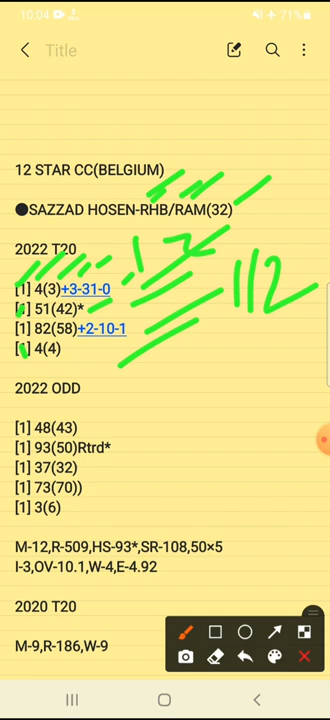 10:04 71%
Title
12 STAR CC(BELGIUM)
●SAZZAD HOSEN-RHB/RAM(32)
2022 T20
12
112
[1] 4(3)+3-31-0
[1] 51(42)*
[1] 82(58)+2-10-1
[1] 4(4)
2022 ODD
[1] 48(43)
[1] 93(50)Rtrd*
[1] 37(32)
[1] 73(70))
[1] 3(6)
M-12,R-509,HS-93*,SR-108,50×5
I-3,OV-10.1,W-4,E-4.92
2020 T20
M-9,R-186,W-9